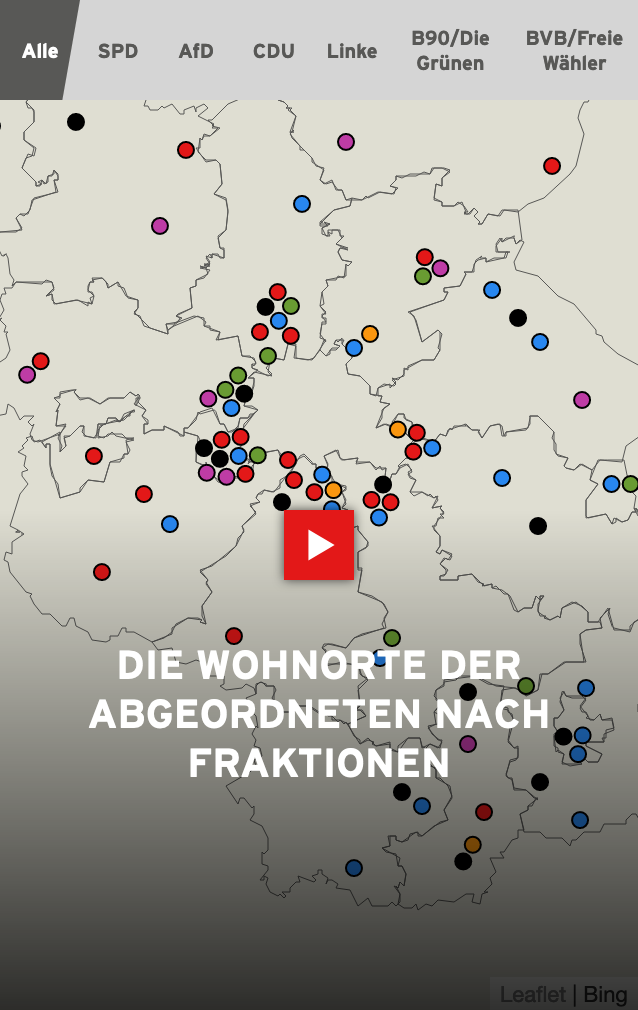 Alle SPD AfD CDU Linke B90/Die Grünen BVB/Freie Wähler
DIE WOHNORTE DER
ABGEORDNETEN NACH
FRAKTIONEN
Leaflet | Bing